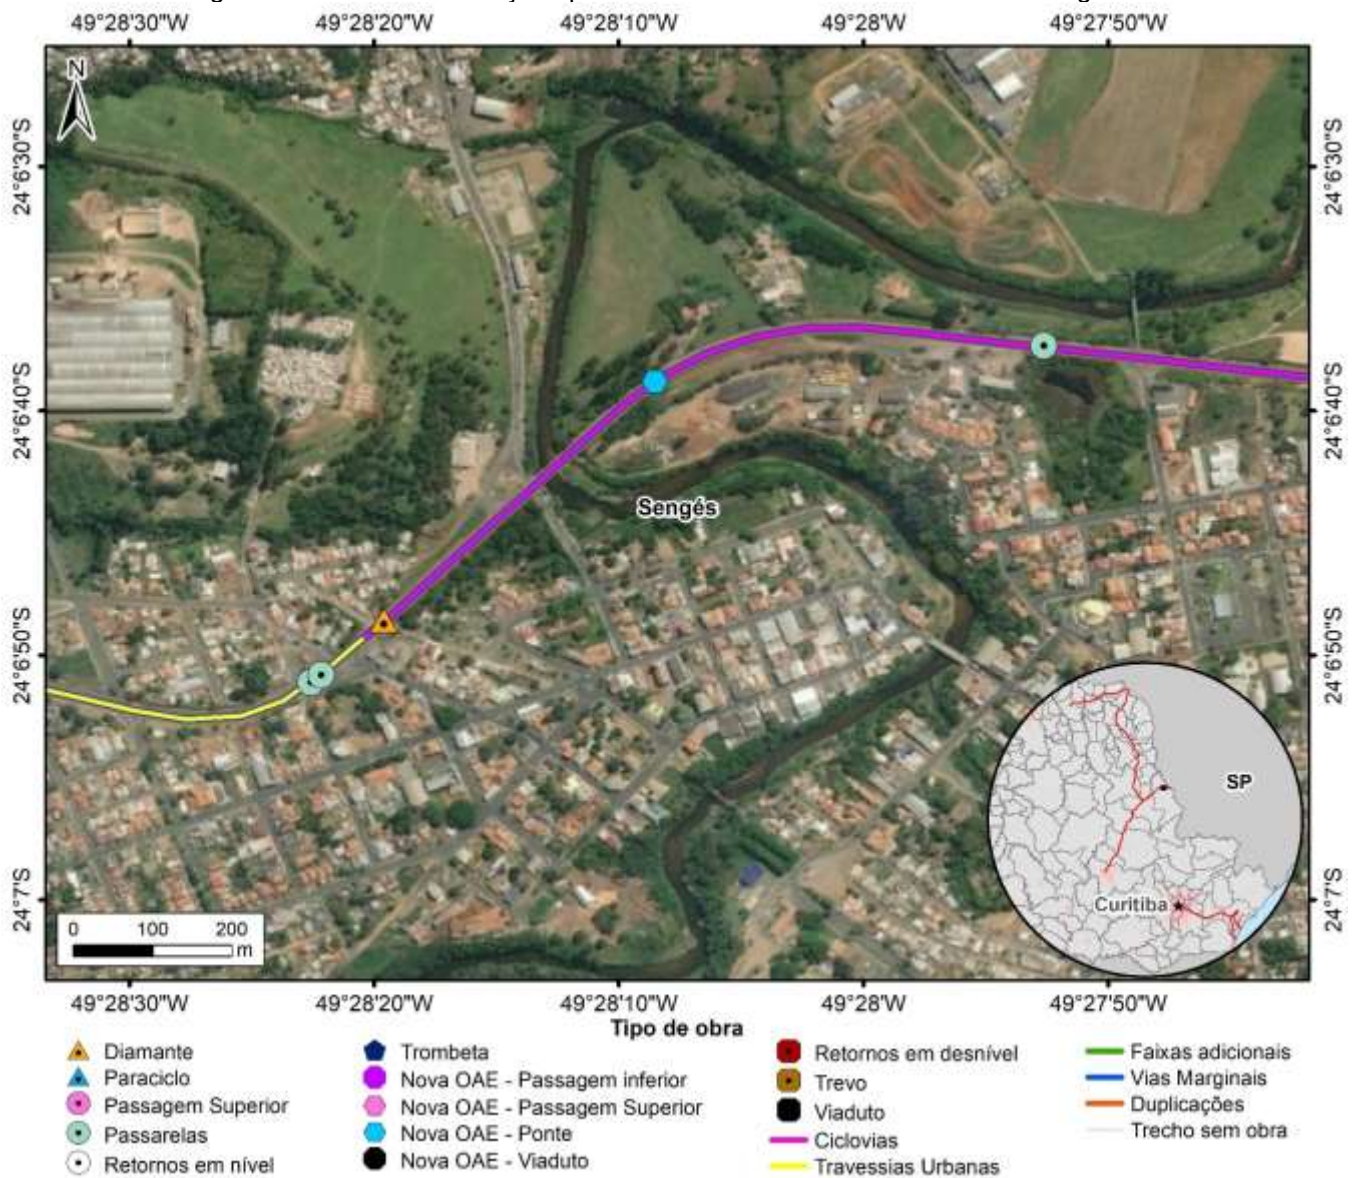 49°28'30"W 49°28'20"W 49°28'10"W 49°28'W 49°27'50"W
N
24°6'30"S 24°6'30"S
24°6'40"S 24°6'40"S
Sengés
24°6'50"S 24°6'50"S
SP
Curitiba
24°7'S 24°7'S
0 100 200
m
49°28'30"W 49°28'20"W 49°28'10"W 49°28'W 49°27'50"W
Tipo de obra
Diamante
Paraciclo
Passagem Superior
Passarelas
Retornos em nível
Trombeta
Nova OAE - Passagem inferior
Nova OAE - Passagem Superior
Nova OAE - Ponte
Nova OAE - Viaduto
Retornos em desnível
Trevo
Viaduto
Ciclovias
Travessias Urbanas
Faixas adicionais
Vias Marginais
Duplicações
Trecho sem obra